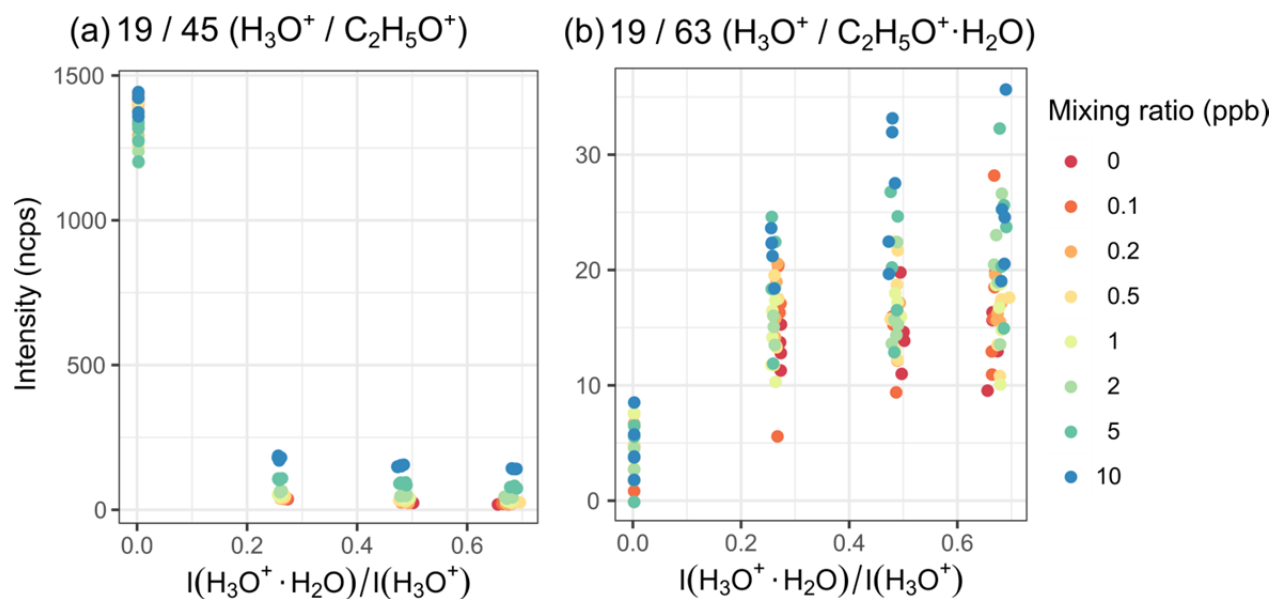 (a) 19 / 45 (H₃O⁺ / C₂H₅O⁺)
Intensity (ncps)
1500
1000
500
0
0.0 0.2 0.4 0.6
I(H₃O⁺·H₂O)/I(H₃O⁺)
(b) 19 / 63 (H₃O⁺ / C₂H₅O⁺·H₂O)
30
20
10
0
0.0 0.2 0.4 0.6
I(H₃O⁺·H₂O)/I(H₃O⁺)
Mixing ratio (ppb)
0
0.1
0.2
0.5
1
2
5
10